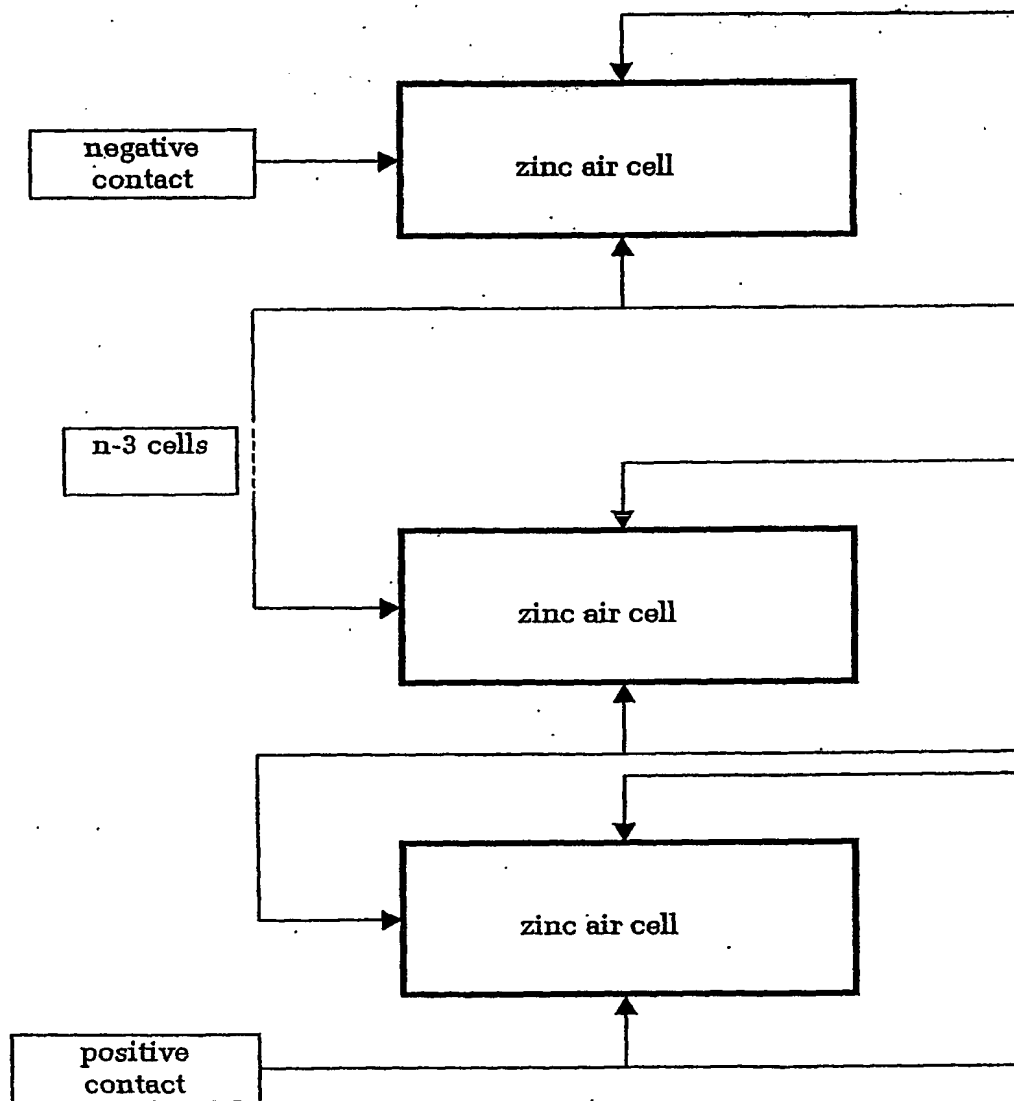 negative
contact
zinc air cell
n-3 cells
zinc air cell
zinc air cell
positive
contact